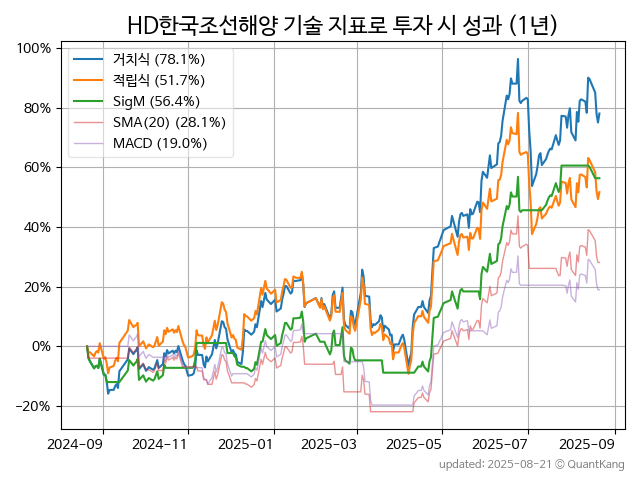 HD한국조선해양 기술 지표로 투자 시 성과 (1년)
100%
80%
60%
40%
20%
0%
−20%
거치식 (78.1%)
적립식 (51.7%)
SigM (56.4%)
SMA(20) (28.1%)
MACD (19.0%)
2024-09
2024-11
2025-01
2025-03
2025-05
2025-07
2025-09
updated: 2025-08-21 © QuantKang